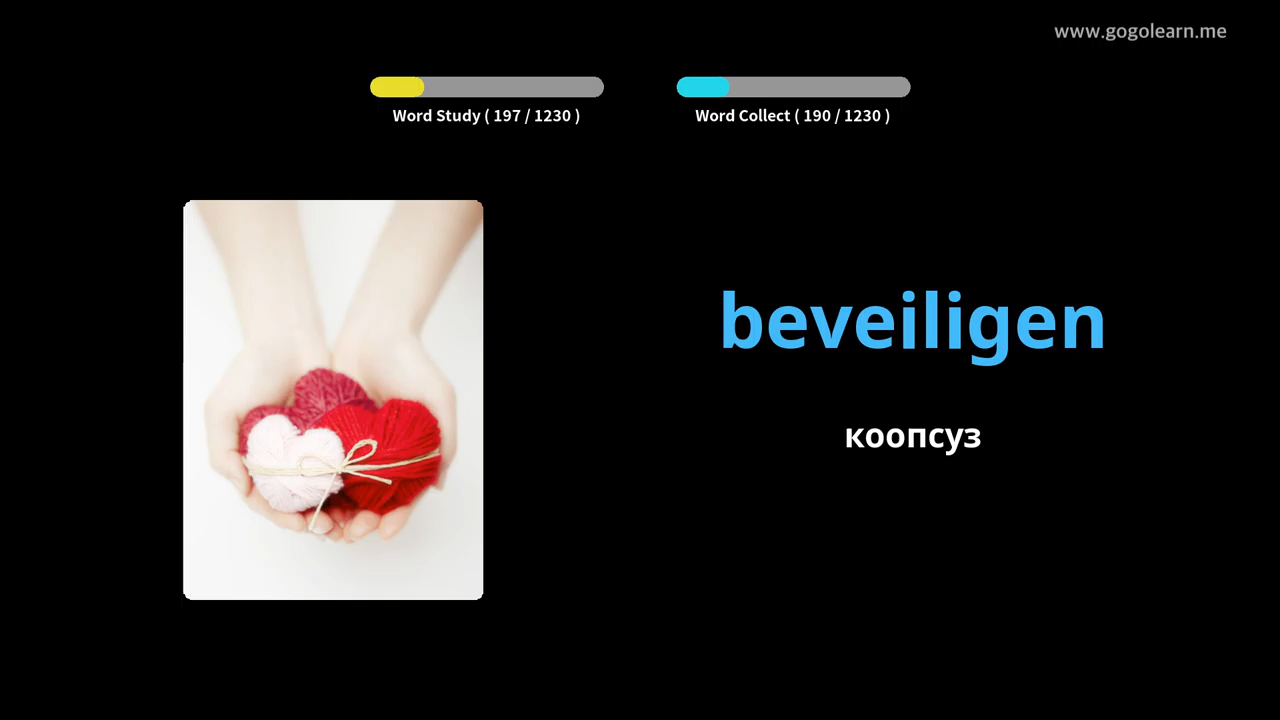 www.gogolearn.me
Word Study ( 197 / 1230 )
Word Collect ( 190 / 1230 )
beveiligen
коопсуз